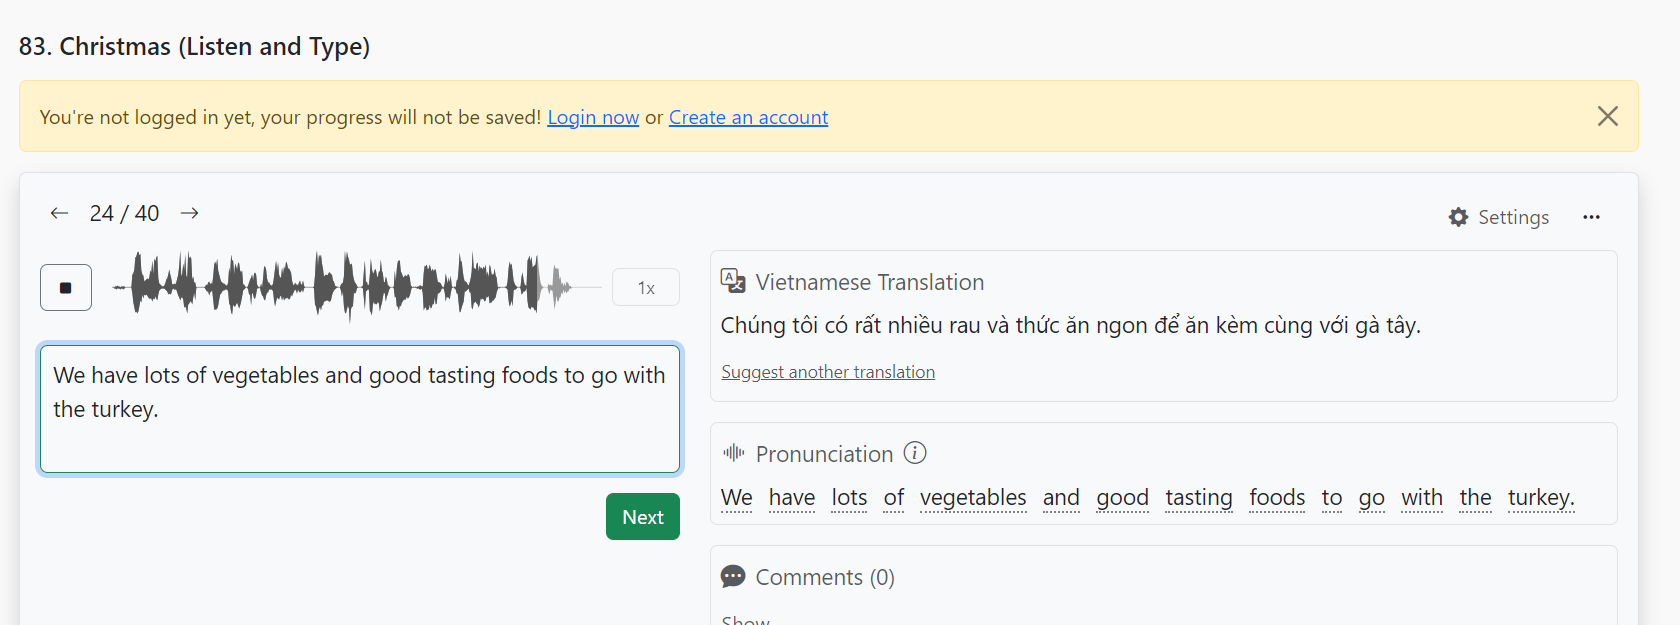 83. Christmas (Listen and Type)
You're not logged in yet, your progress will not be saved! Login now or Create an account
24 / 40
Settings
1x
We have lots of vegetables and good tasting foods to go with
the turkey.
Next
Vietnamese Translation
Chúng tôi có rất nhiều rau và thức ăn ngon để ăn kèm cùng với gà tây.
Suggest another translation
Pronunciation
We have lots of vegetables and good tasting foods to go with the turkey.
Comments (0)
Show